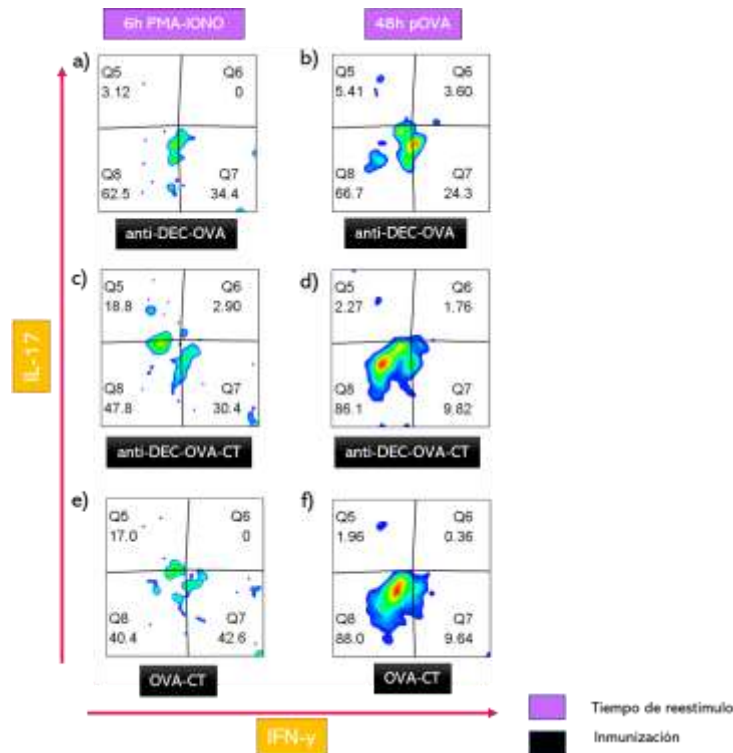 6h PMA-IONO
48h pOVA
a)
Q5
3.12
Q6
0
Q8
62.5
Q7
34.4
anti-DEC-OVA
b)
Q5
5.41
Q6
3.60
Q8
66.7
Q7
24.3
anti-DEC-OVA
c)
Q5
18.8
Q6
2.90
Q8
47.8
Q7
30.4
anti-DEC-OVA-CT
d)
Q5
2.27
Q6
1.76
Q8
86.1
Q7
9.82
anti-DEC-OVA-CT
e)
Q5
17.0
Q6
0
Q8
40.4
Q7
42.6
OVA-CT
f)
Q5
1.96
Q6
0.36
Q8
88.0
Q7
9.64
OVA-CT
IL-17
IFN-γ
Tiempo de reestimulo
Inmunización